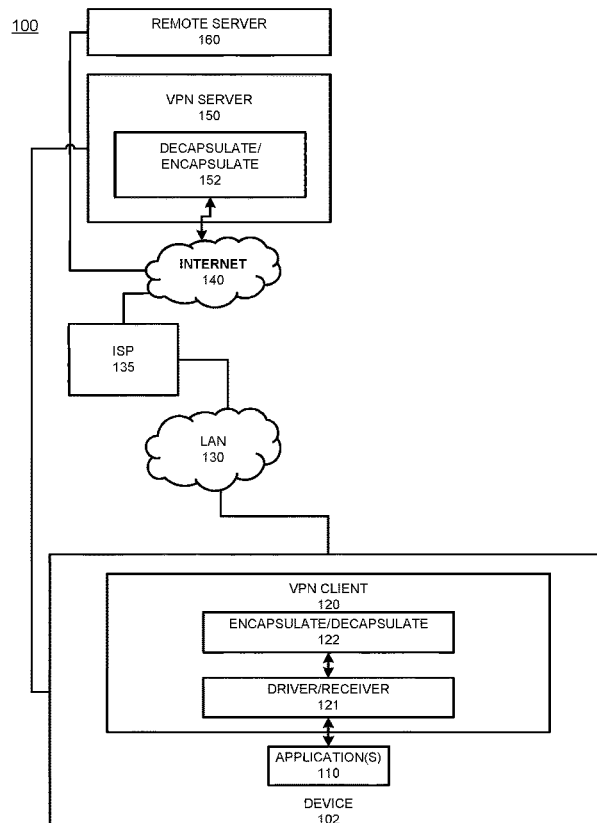 100
REMOTE SERVER
160
VPN SERVER
150
DECAPSULATE/
ENCAPSULATE
152
INTERNET
140
ISP
135
LAN
130
VPN CLIENT
120
ENCAPSULATE/DECAPSULATE
122
DRIVER/RECEIVER
121
APPLICATION(S)
110
DEVICE
102